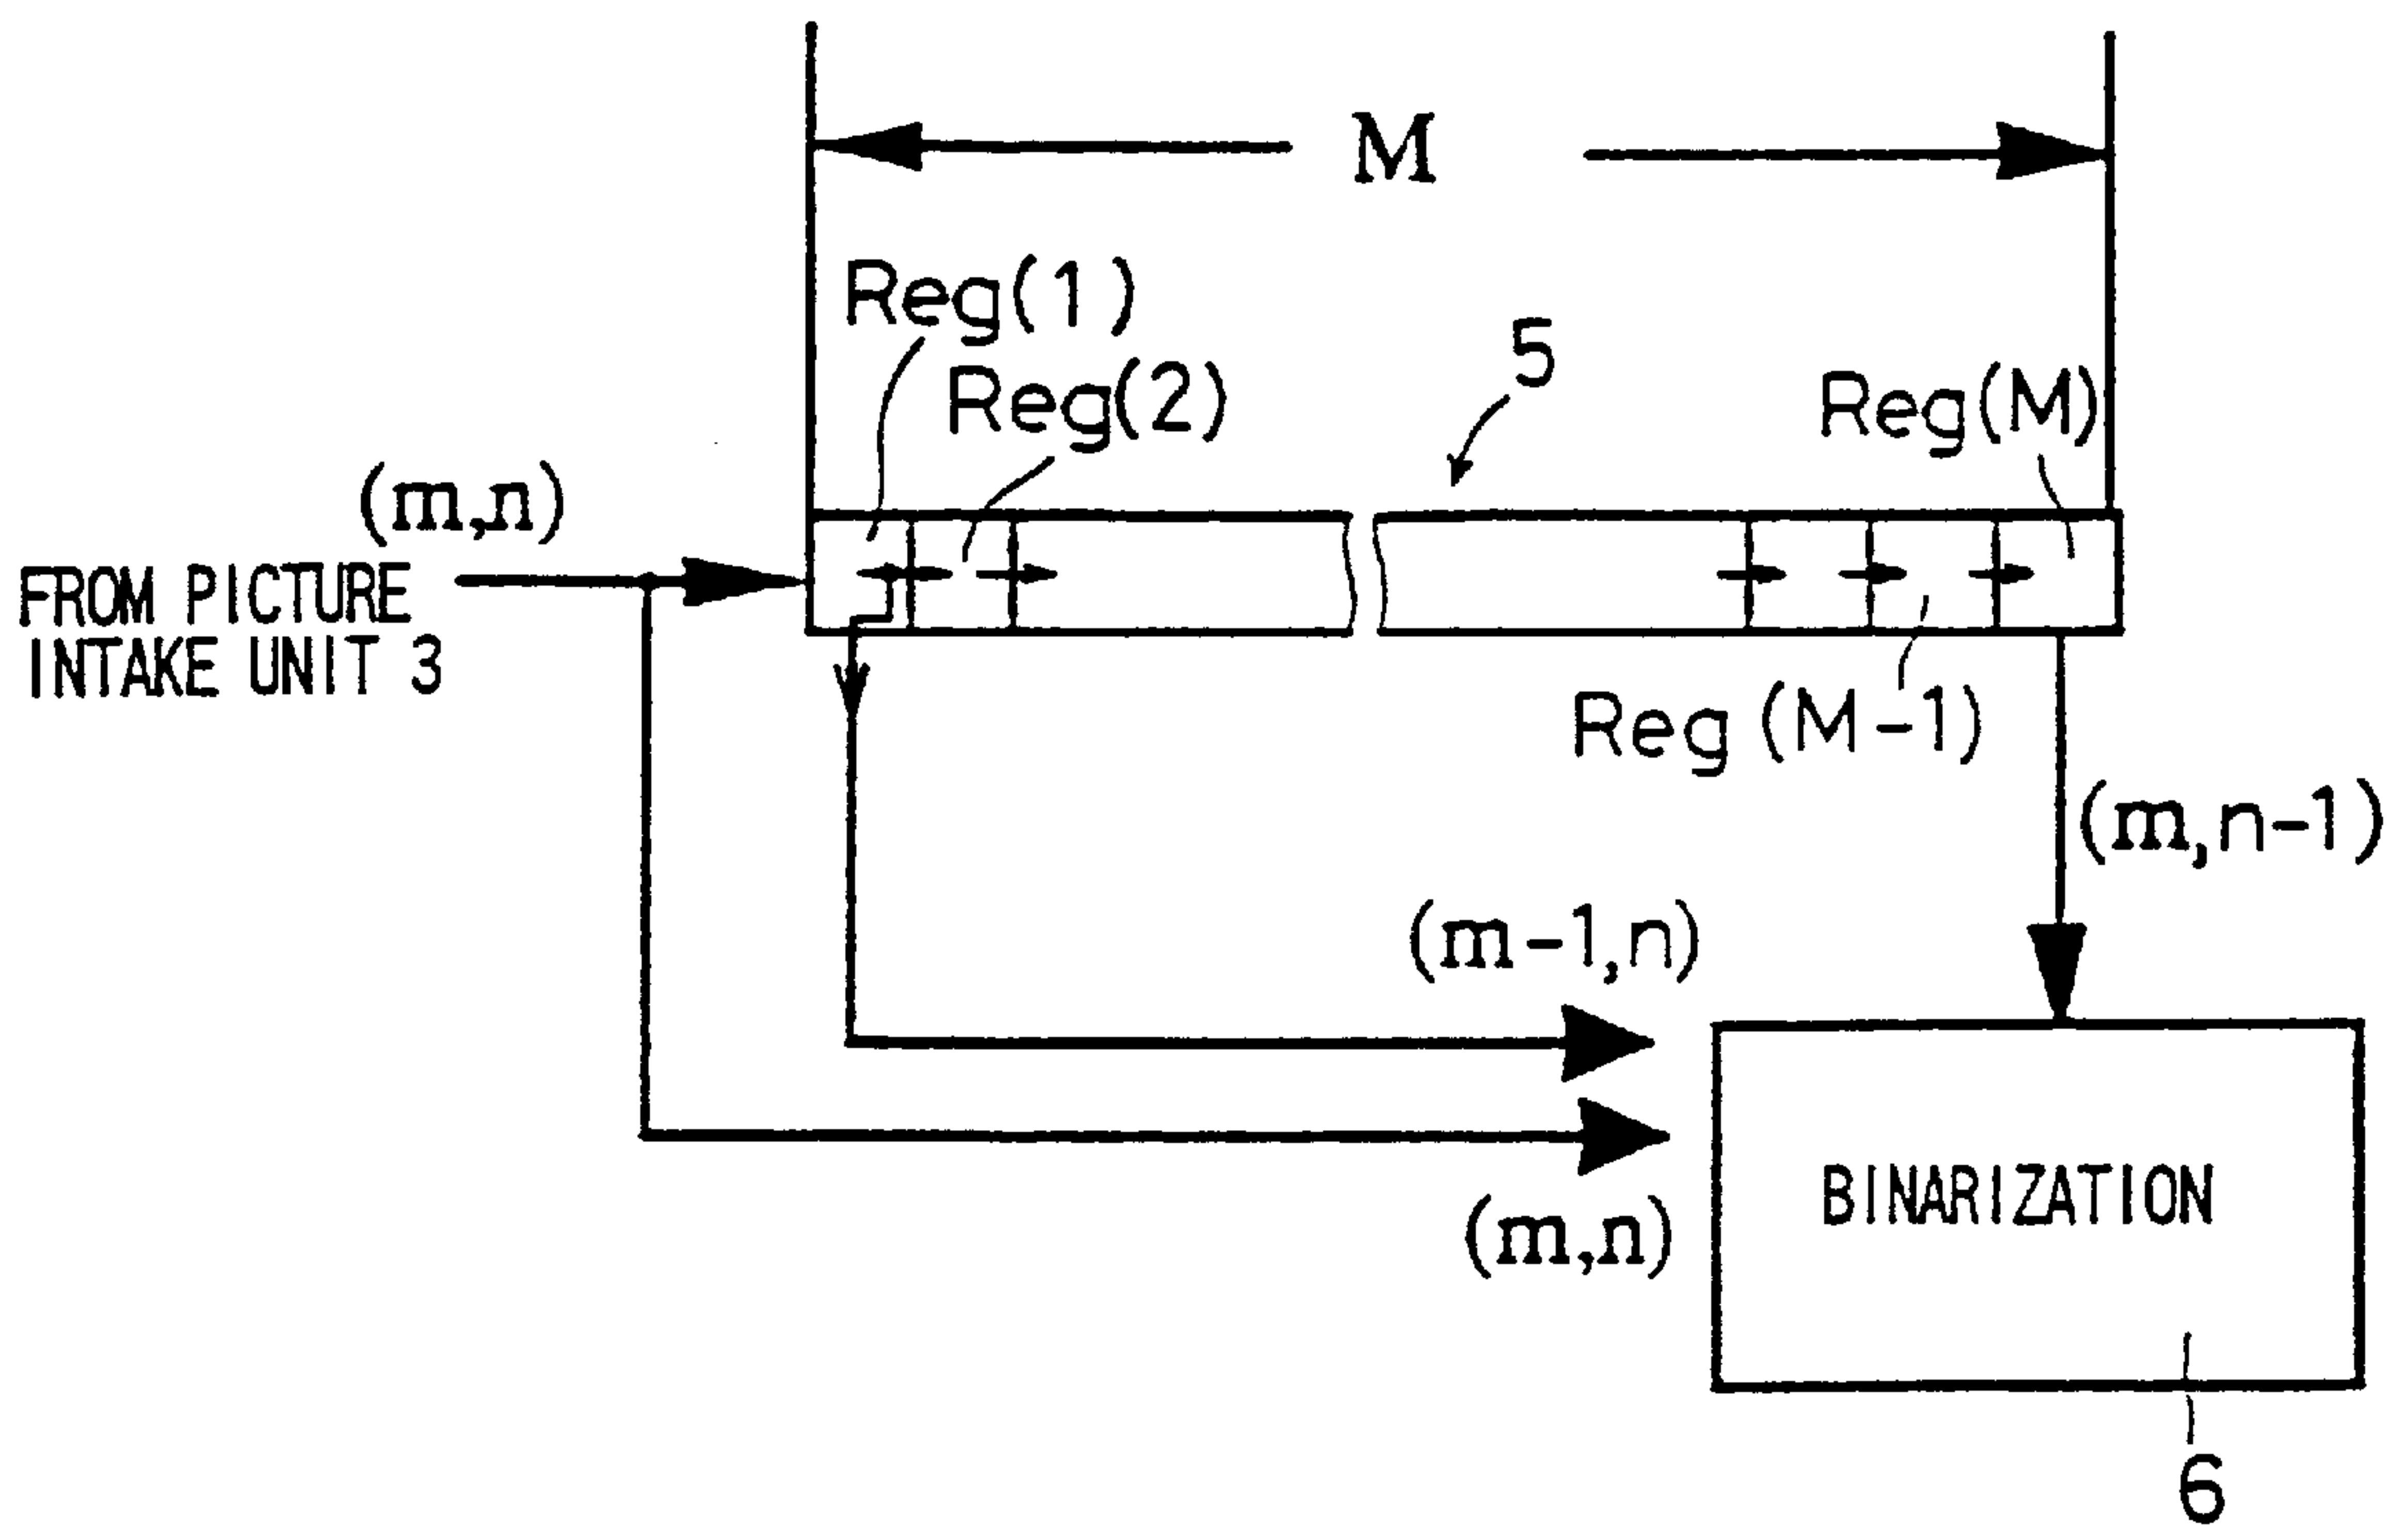 M
Reg(1)
5
Reg(2)
Reg(M)
(m,n)
FROM PICTURE
INTAKE UNIT 3
Reg (M-1)
(m,n-1)
(m-1,n)
(m,n)
BINARIZATION
6